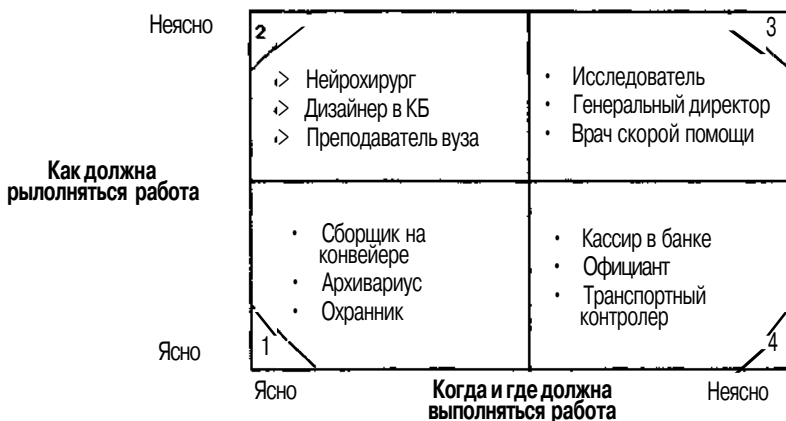 Неясно
2
3
Нейрохирург
Дизайнер в КБ
Преподаватель вуза
• Исследователь
• Генеральный директор
• Врач скорой помощи
Как должна
рылолняться работа
• Сборщик на
конвейере
• Архивариус
• Охранник
• Кассир в банке
• Официант
• Транспортный
контролер
Ясно
1
4
Ясно
Когда и где должна
выполняться работа
Неясно